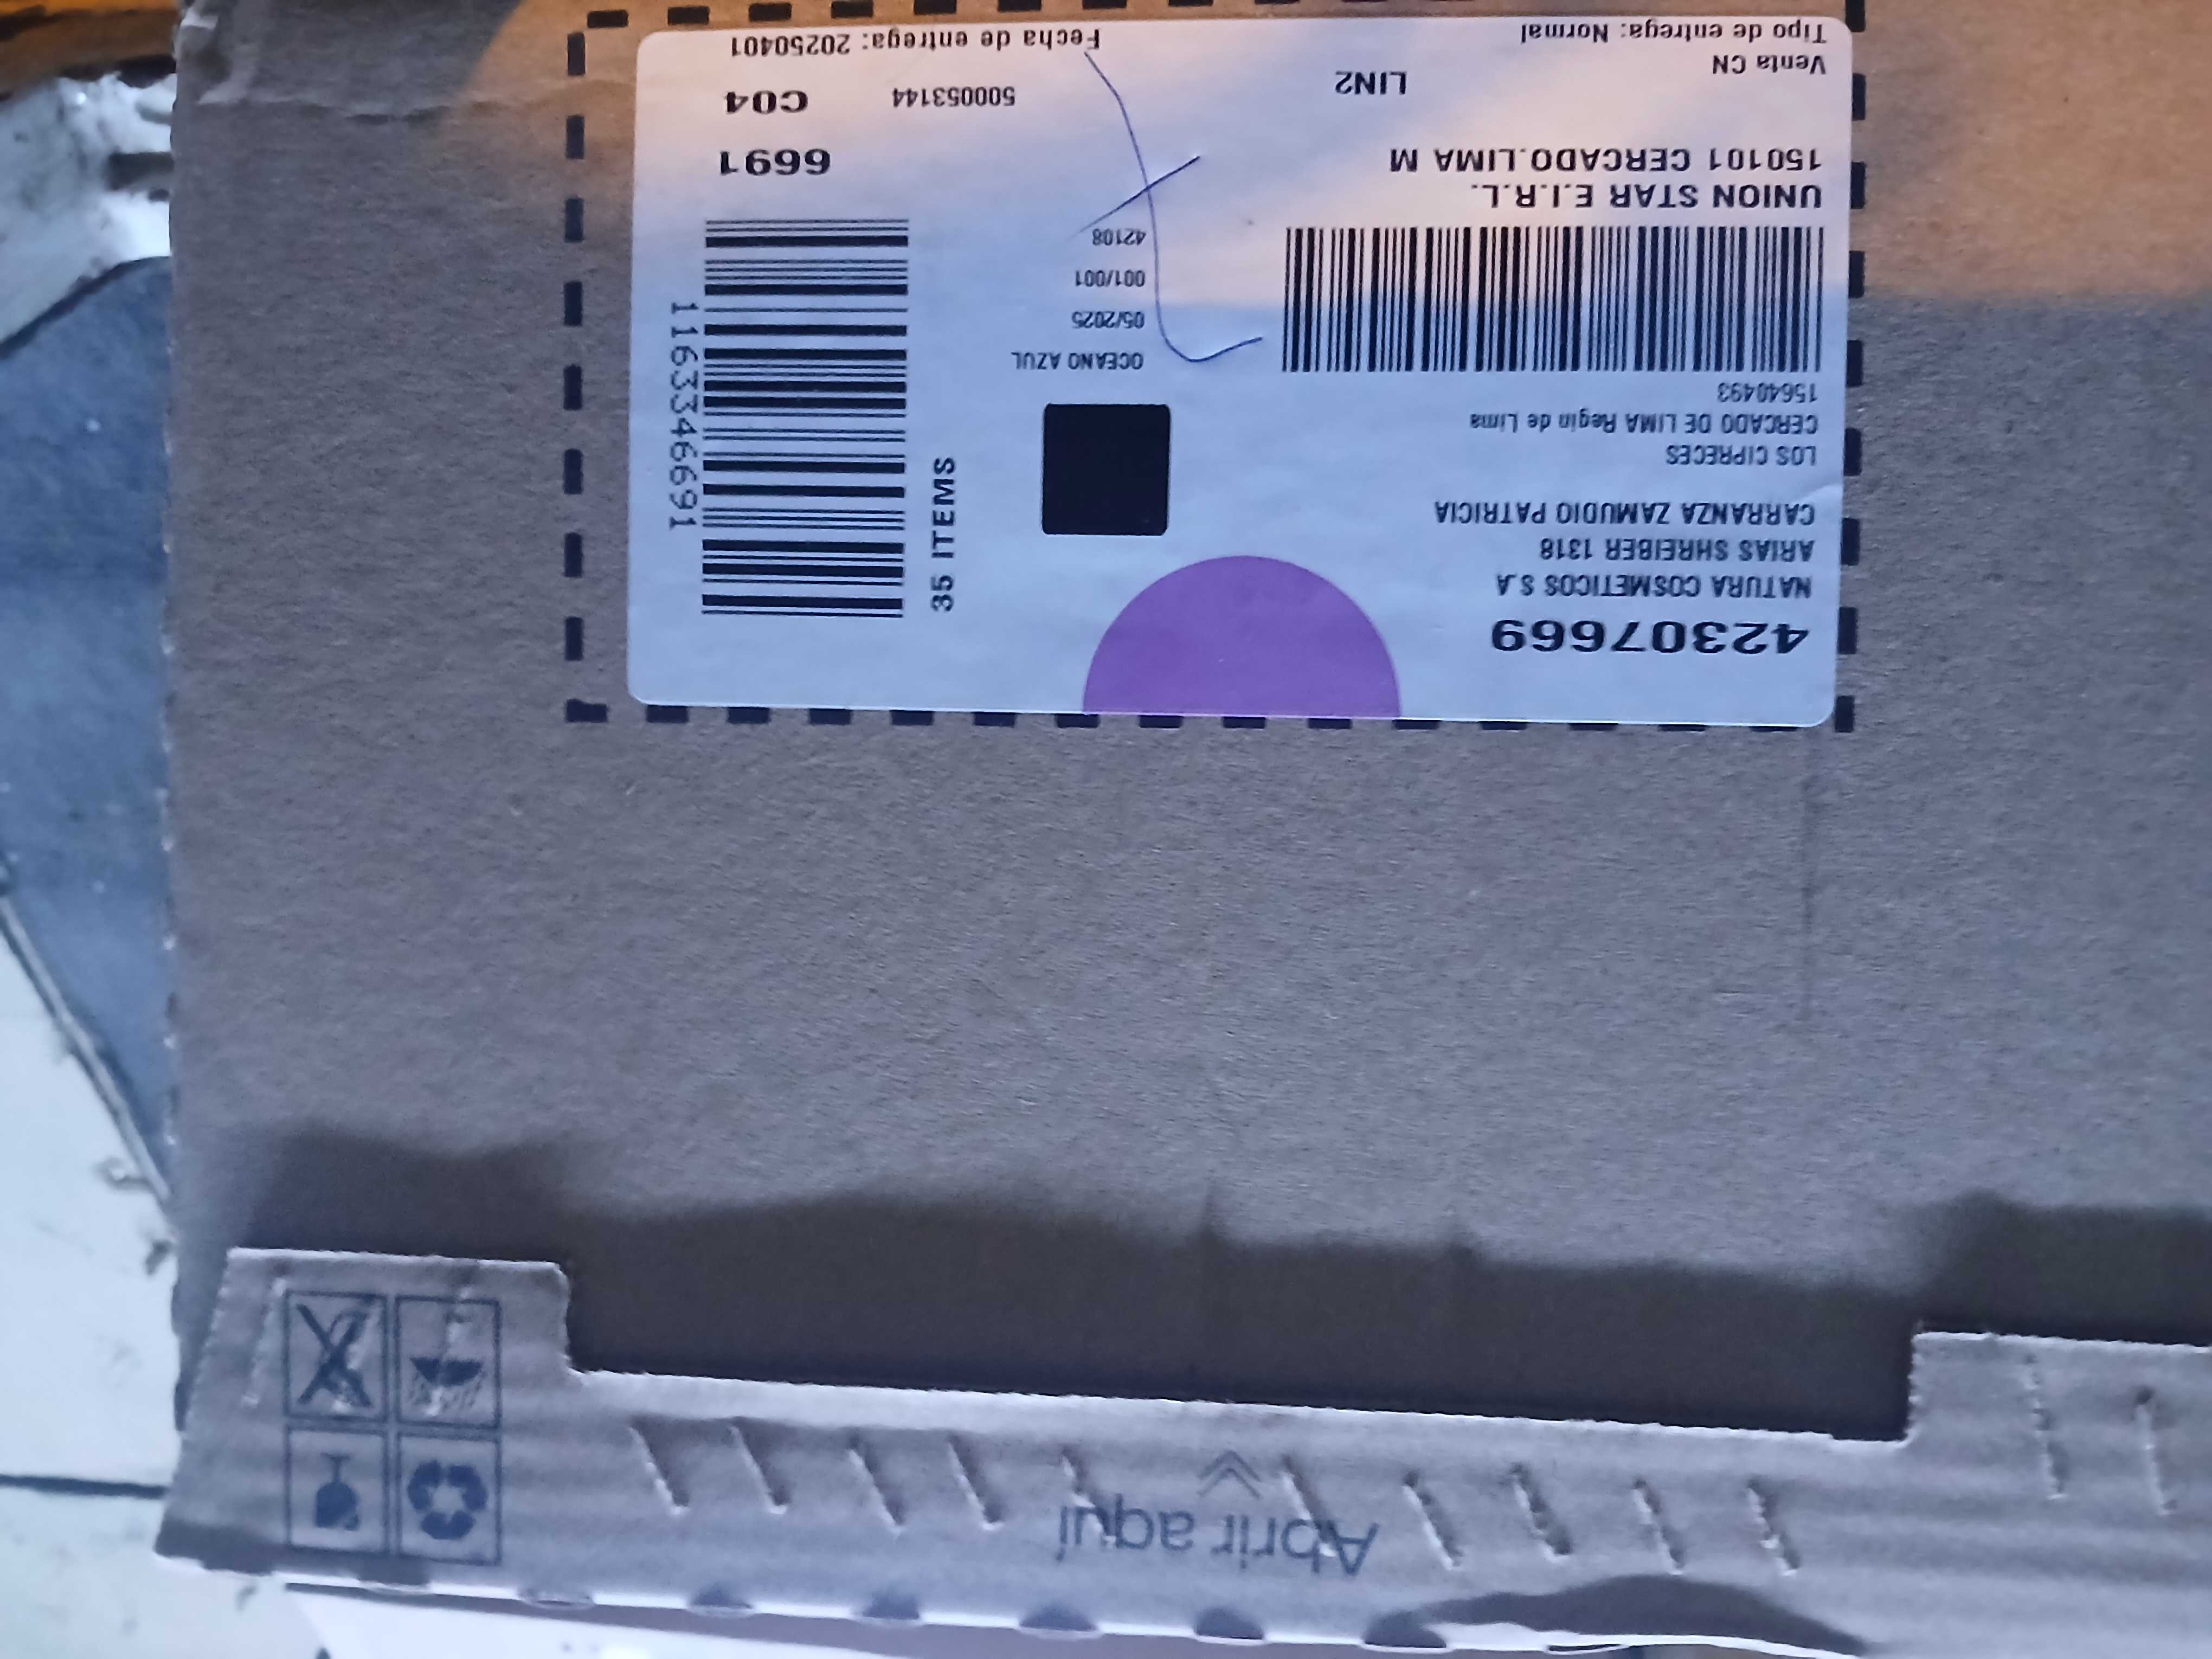 42307669
NATURA COSMETICOS S.A
ARIAS SHREIBER 1318
CARRANZA ZAMUDIO PATRICIA
LOS CIPRECES
CERCADO DE LIMA Regin de Lima
15640493
UNION STAR E.I.R.L.
150101 CERCADO.LIMA M
Venta CN
LIN2
Tipo de entrega: Normal
OCEANO AZUL
05/2025
001/001
42108
35 ITEMS
1163346691
6691
500053144
C04
Fecha de entrega: 20250401
Abrir aquí